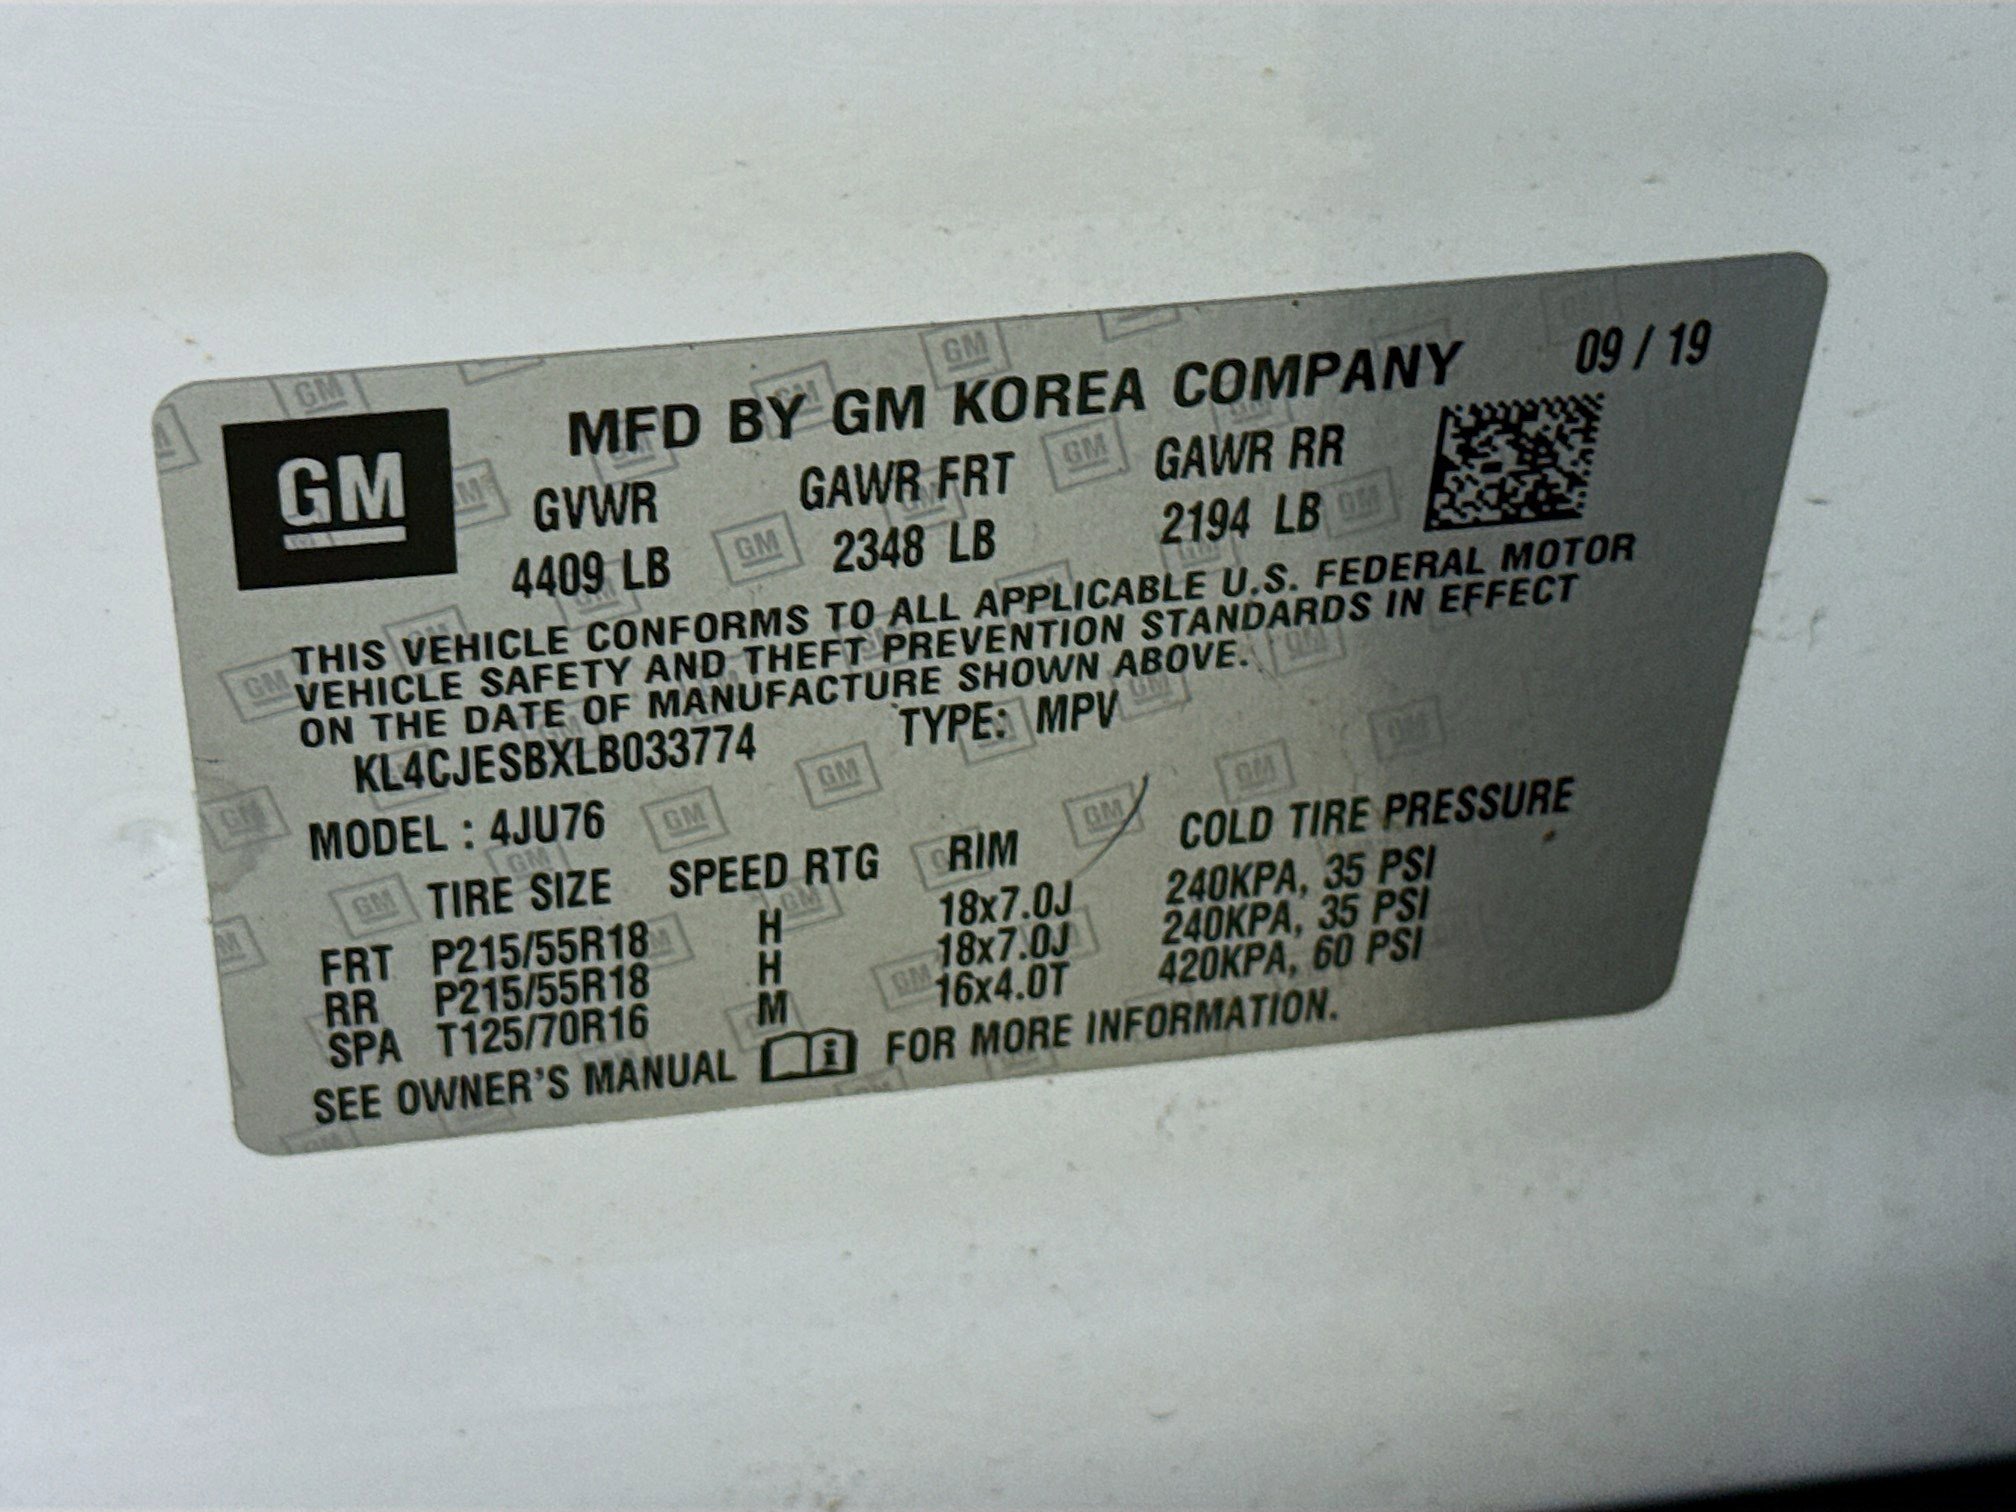 MFD BY GM KOREA COMPANY 09 / 19
GM
GVWR GAWR FRT GAWR RR
4409 LB 2348 LB 2194 LB
THIS VEHICLE CONFORMS TO ALL APPLICABLE U.S. FEDERAL MOTOR
VEHICLE SAFETY AND THEFT PREVENTION STANDARDS IN EFFECT
ON THE DATE OF MANUFACTURE SHOWN ABOVE.
KL4CJESBXLB033774 TYPE: MPV
MODEL : 4JU76
TIRE SIZE SPEED RTG RIM COLD TIRE PRESSURE
FRT P215/55R18 H 18x7.0J 240KPA, 35 PSI
RR P215/55R18 H 18x7.0J 240KPA, 35 PSI
SPA T125/70R16 M 16x4.0T 420KPA, 60 PSI
SEE OWNER'S MANUAL i FOR MORE INFORMATION.